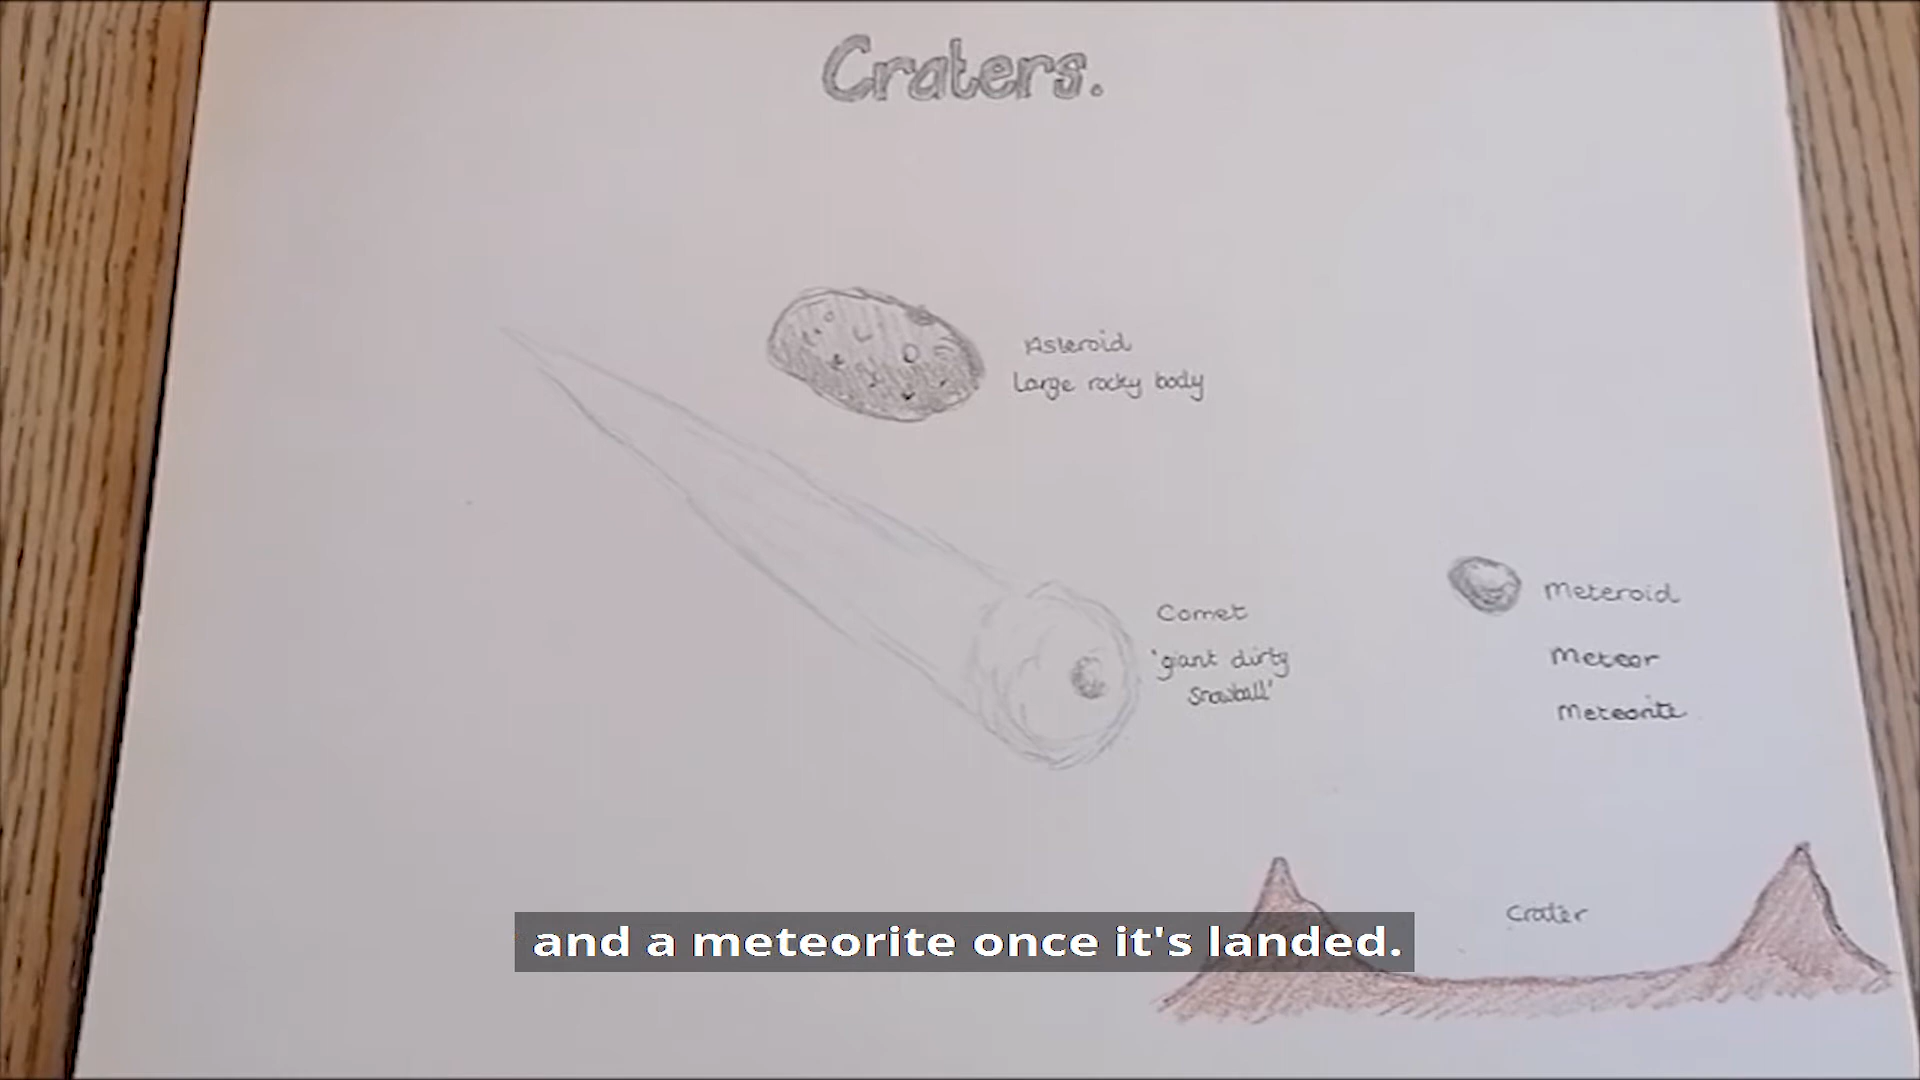 Craters.
Asteroid
Large rocky body
Comet
'giant dirty
Snowball'
Meteroid
Meteor
Meteorite
Crater
and a meteorite once it's landed.